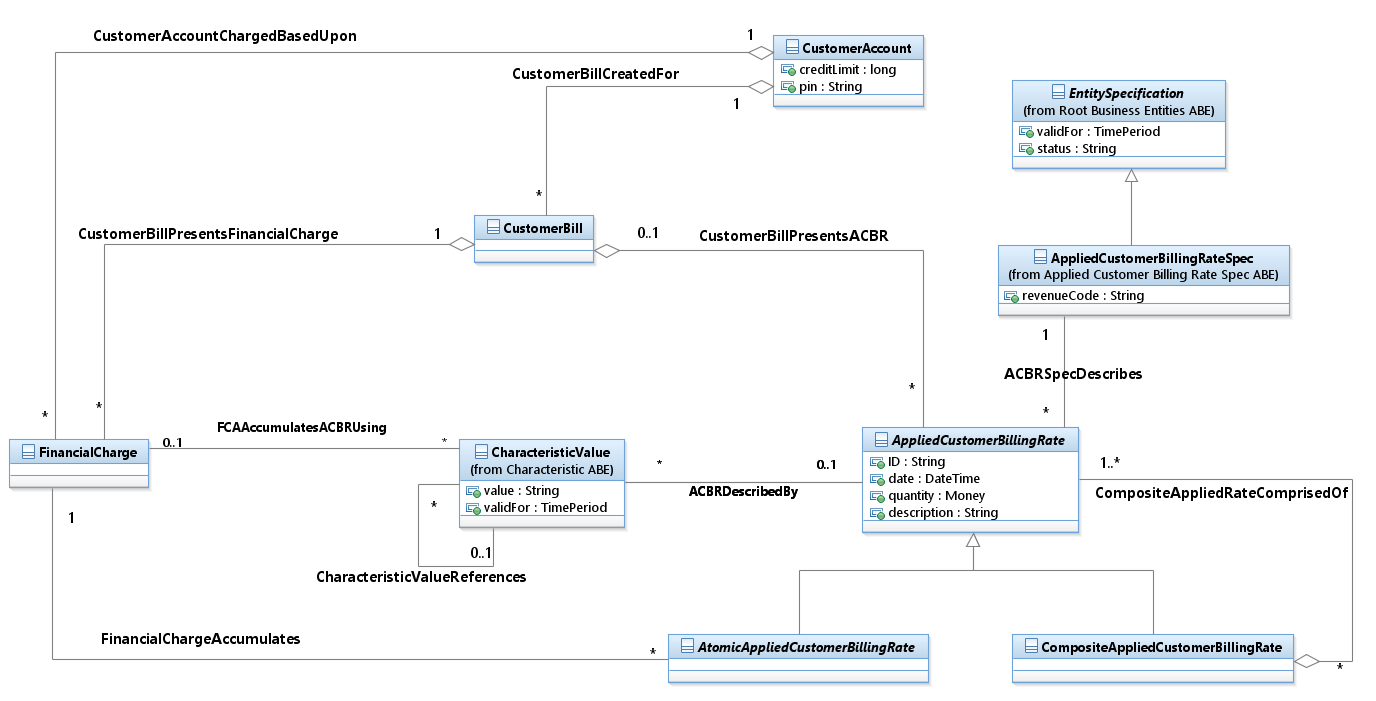 CustomerAccountChargedBasedUpon
1
CustomerAccount
creditLimit : long
pin : String
CustomerBillCreatedFor
1
*
EntitySpecification
(from Root Business Entities ABE)
validFor : TimePeriod
status : String
CustomerBill
CustomerBillPresentsFinancialCharge
1
0..1
CustomerBillPresentsACBR
AppliedCustomerBillingRateSpec
(from Applied Customer Billing Rate Spec ABE)
revenueCode : String
1
ACBRSpecDescribes
*
*
*
*
FinancialCharge
0..1
FCAAccumulatesACBRUsing
*
CharacteristicValue
(from Characteristic ABE)
value : String
validFor : TimePeriod
*
0..1
CharacteristicValueReferences
*
0..1
ACBRDescribedBy
AppliedCustomerBillingRate
ID : String
date : DateTime
quantity : Money
description : String
1..*
CompositeAppliedRateComprisedOf
1
FinancialChargeAccumulates
*
AtomicAppliedCustomerBillingRate
CompositeAppliedCustomerBillingRate
*